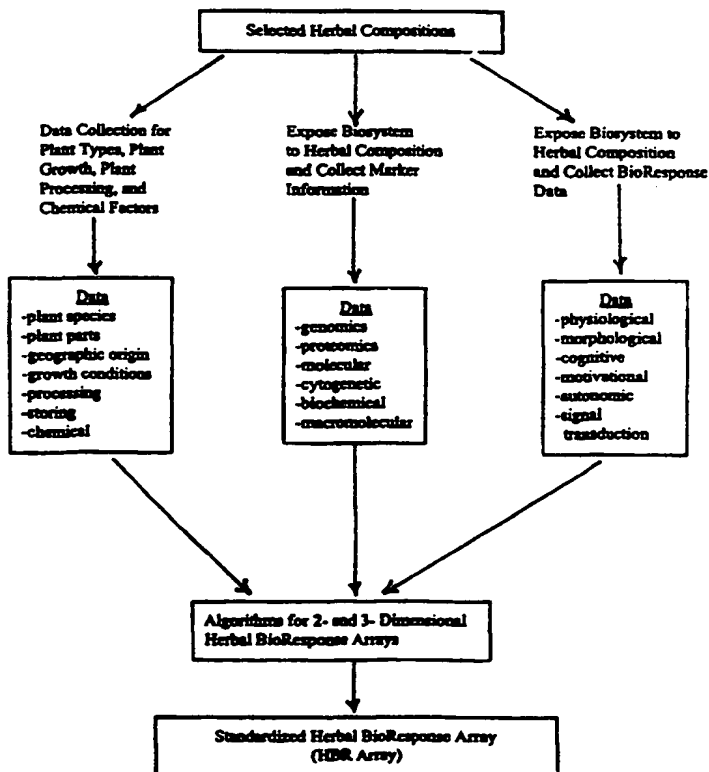 Selected Herbal Compositions
Data Collection for
Plant Types, Plant
Growth, Plant
Processing, and
Chemical Factors
Expose Biosystem
to Herbal Composition
and Collect Marker
Information
Expose Biosystem to
Herbal Composition
and Collect BioResponse
Data
Data
-plant species
-plant parts
-geographic origin
-growth conditions
-processing
-storing
-chemical
Data
-genomics
-proteomics
-molecular
-cytogenetic
-biochemical
-macromolecular
Data
-physiological
-morphological
-cognitive
-motivational
-autonomic
-signal
transduction
Algorithms for 2- and 3- Dimensional
Herbal BioResponse Arrays
Standardized Herbal BioResponse Array
(HBR Array)